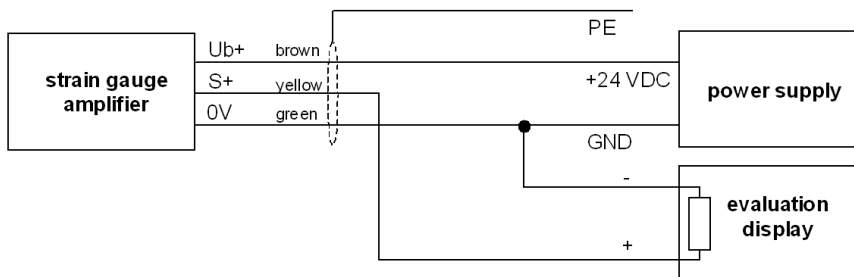 PE
Ub+ brown
S+ yellow
0V green
strain gauge
amplifier
+24 VDC
GND
power supply
-
+
evaluation
display